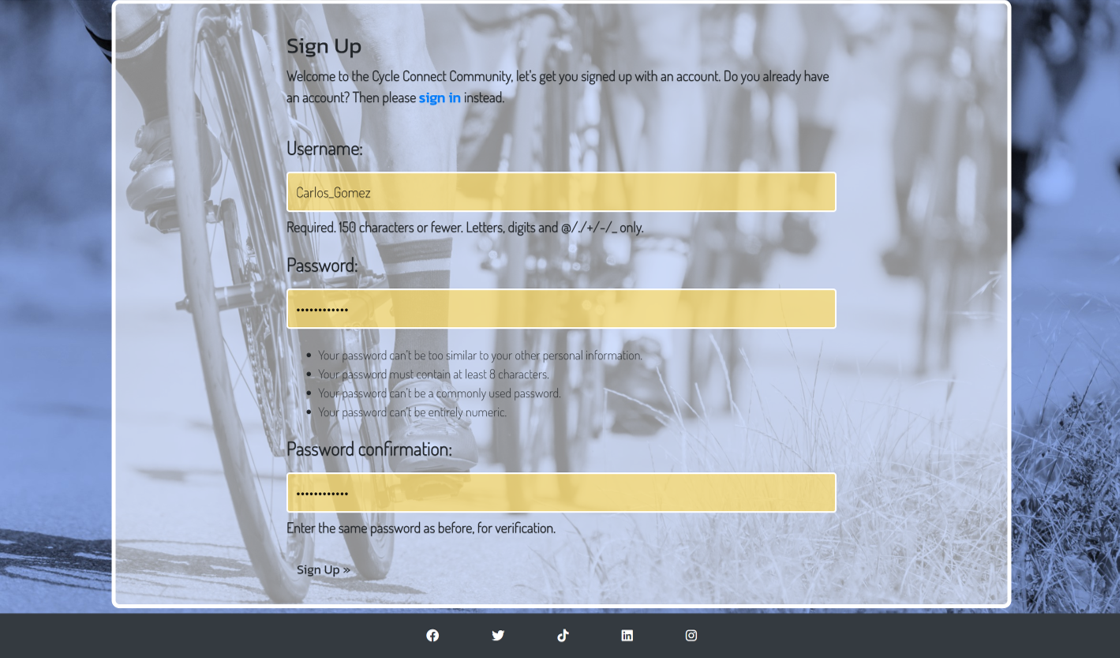 Sign Up
Welcome to the Cycle Connect Community, let's get you signed up with an account. Do you already have
an account? Then please sign in instead.
Username:
Carlos_Gomez
Required. 150 characters or fewer. Letters, digits and @/./+/-/_ only.
Password:
••••••••••••
• Your password can't be too similar to your other personal information.
• Your password must contain at least 8 characters.
• Your password can't be a commonly used password.
• Your password can't be entirely numeric.
Password confirmation:
••••••••••••
Enter the same password as before, for verification.
Sign Up »